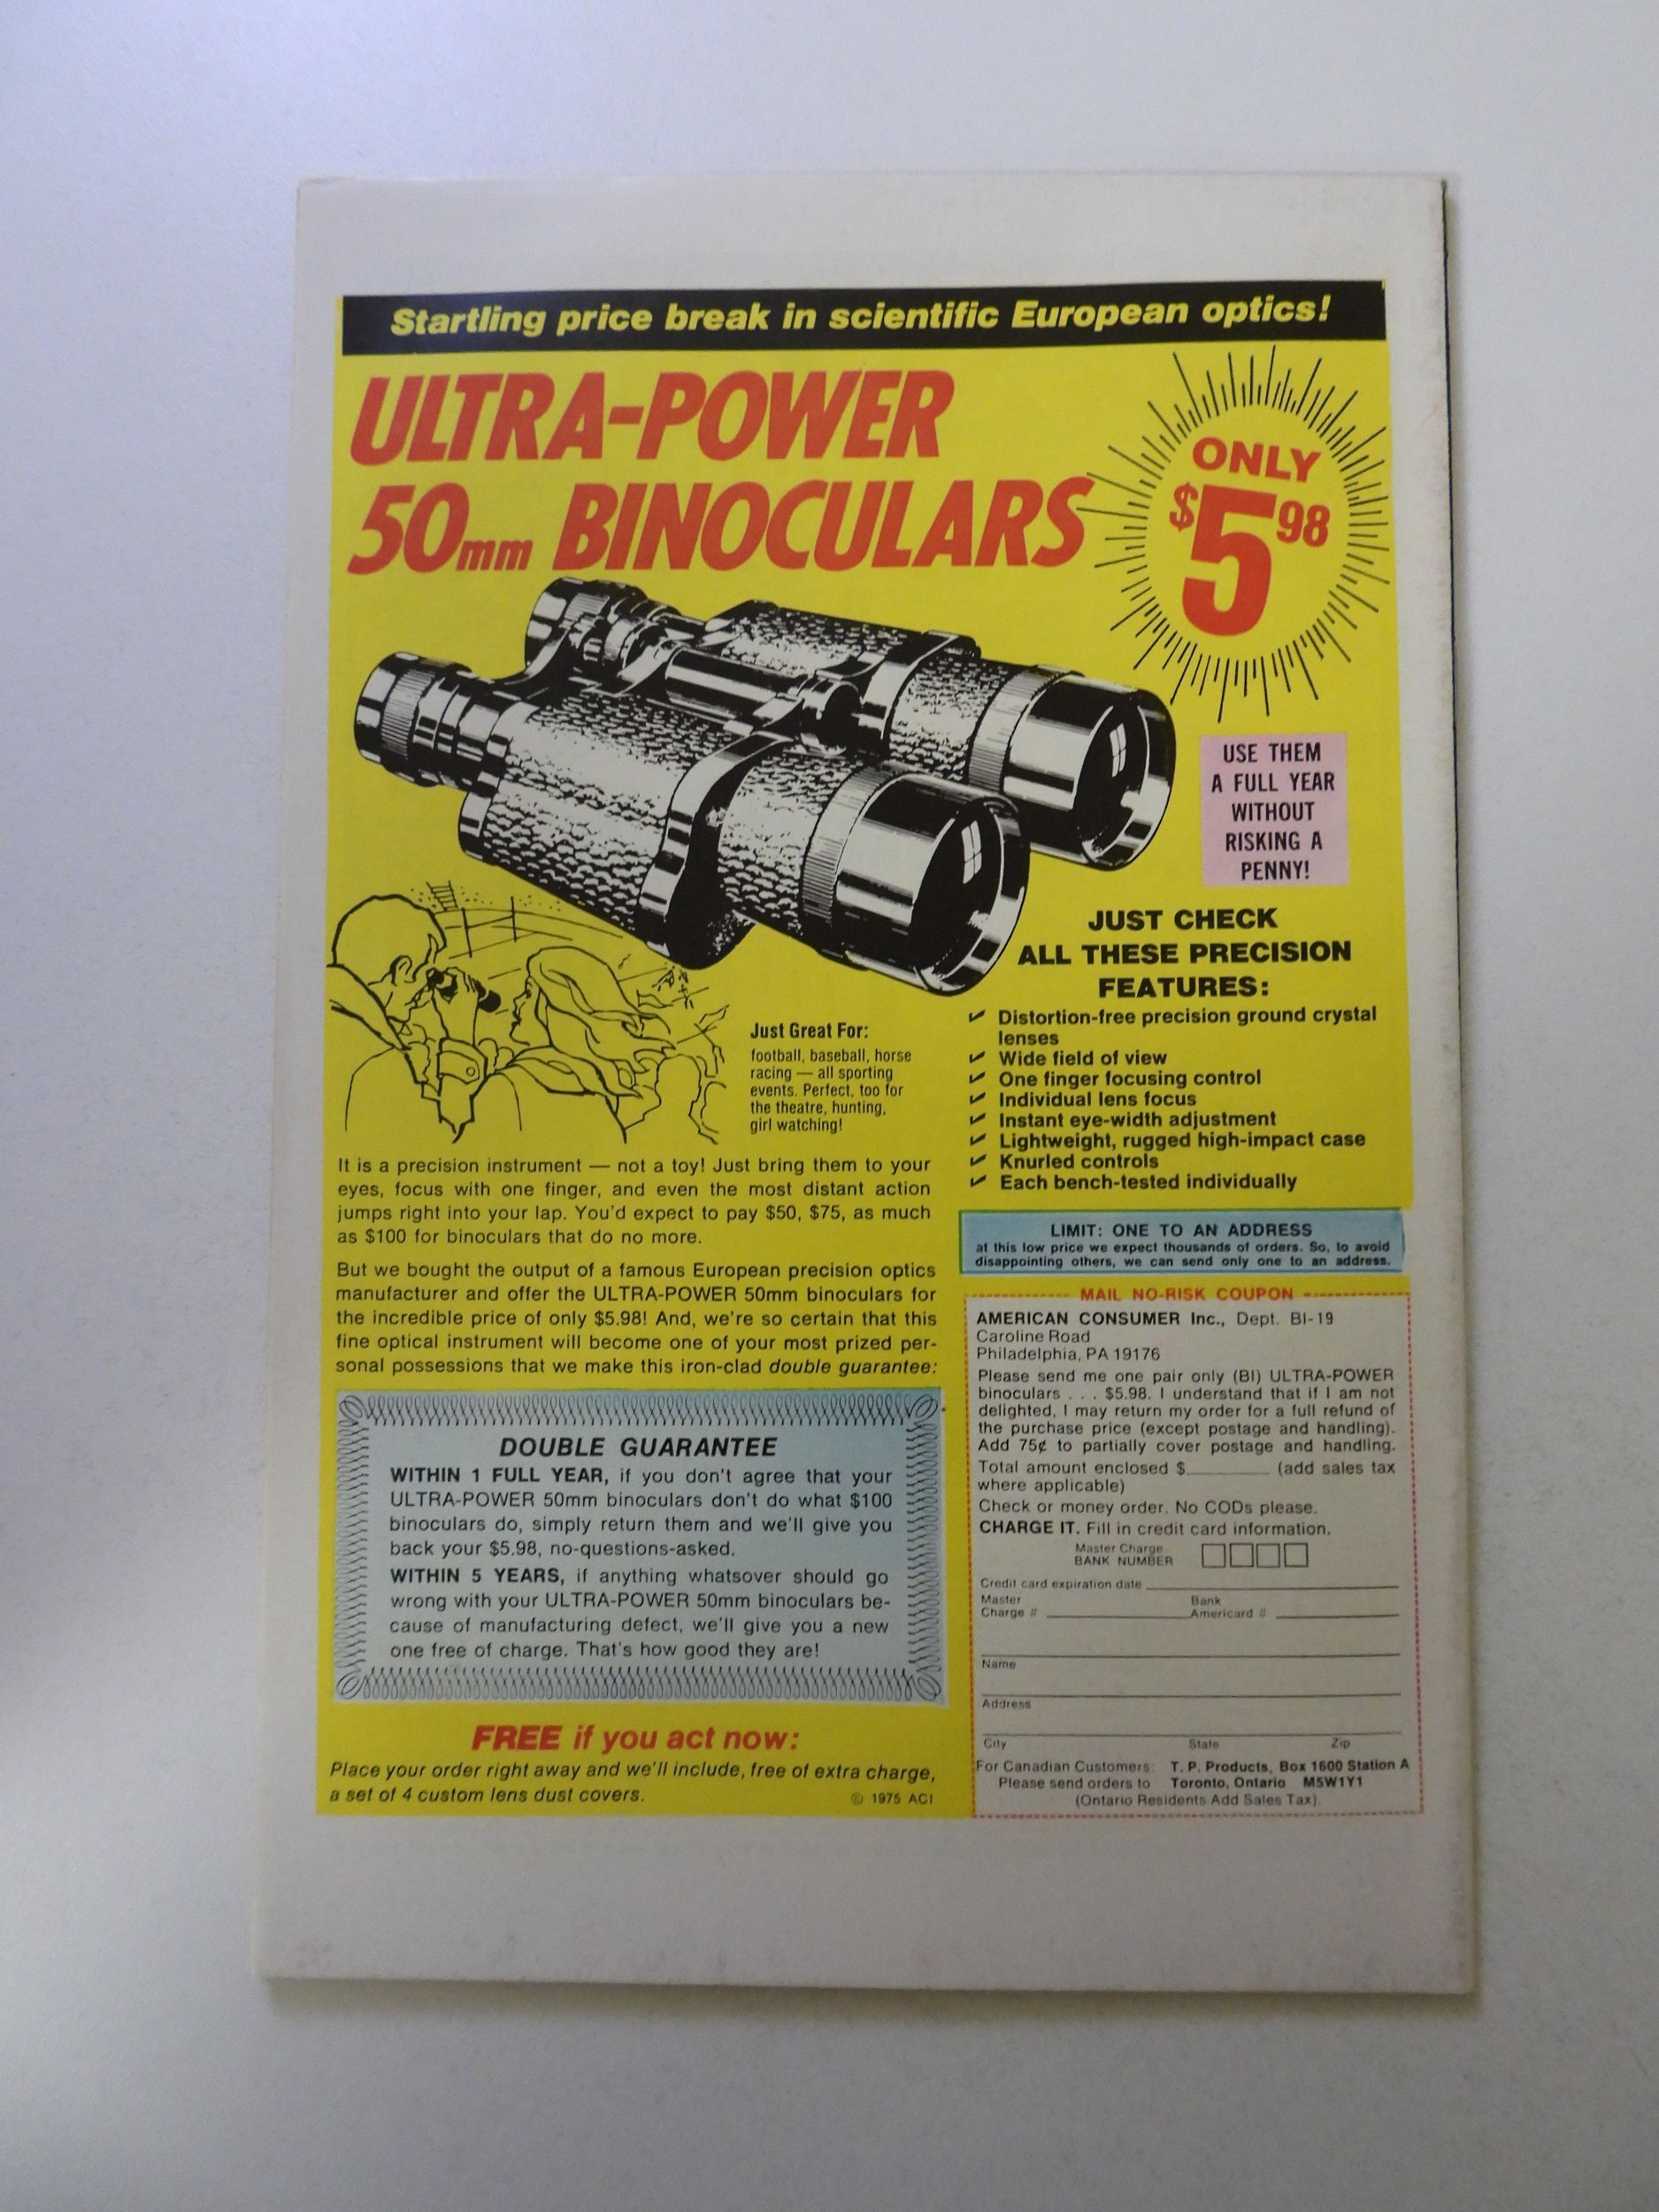 Startling price break in scientific European optics!
ULTRA-POWER
50mm BINOCULARS
ONLY
$5.98
USE THEM
A FULL YEAR
WITHOUT
RISKING A
PENNY!
JUST CHECK
ALL THESE PRECISION
FEATURES:
✓ Distortion-free precision ground crystal
lenses
✓ Wide field of view
✓ One finger focusing control
✓ Individual lens focus
✓ Instant eye-width adjustment
✓ Lightweight, rugged high-impact case
✓ Knurled controls
✓ Each bench-tested individually
Just Great For:
football, baseball, horse
racing — all sporting
events. Perfect, too for
the theatre, hunting,
girl watching!
It is a precision instrument — not a toy! Just bring them to your
eyes, focus with one finger, and even the most distant action
jumps right into your lap. You'd expect to pay $50, $75, as much
as $100 for binoculars that do no more.
But we bought the output of a famous European precision optics
manufacturer and offer the ULTRA-POWER 50mm binoculars for
the incredible price of only $5.98! And, we're so certain that this
fine optical instrument will become one of your most prized per-
sonal possessions that we make this iron-clad double guarantee:
DOUBLE GUARANTEE
WITHIN 1 FULL YEAR, if you don't agree that your
ULTRA-POWER 50mm binoculars don't do what $100
binoculars do, simply return them and we'll give you
back your $5.98, no-questions-asked.
WITHIN 5 YEARS, if anything whatsover should go
wrong with your ULTRA-POWER 50mm binoculars be-
cause of manufacturing defect, we'll give you a new
one free of charge. That's how good they are!
FREE if you act now:
Place your order right away and we'll include, free of extra charge,
a set of 4 custom lens dust covers.
© 1975 ACI
LIMIT: ONE TO AN ADDRESS
at this low price we expect thousands of orders. So, to avoid
disappointing others, we can send only one to an address.
MAIL NO-RISK COUPON
AMERICAN CONSUMER Inc., Dept. BI-19
Caroline Road
Philadelphia, PA 19176
Please send me one pair only (BI) ULTRA-POWER
binoculars . . . $5.98. I understand that if I am not
delighted, I may return my order for a full refund of
the purchase price (except postage and handling).
Add 75¢ to partially cover postage and handling.
Total amount enclosed $________ (add sales tax
where applicable)
Check or money order. No CODs please.
CHARGE IT. Fill in credit card information.
Master Charge
BANK NUMBER
Credit card expiration date
Master Charge #
Bank Americard #
Name
Address
City State Zip
For Canadian Customers: T. P. Products, Box 1600 Station A
Please send orders to Toronto, Ontario M5W1Y1
(Ontario Residents Add Sales Tax).